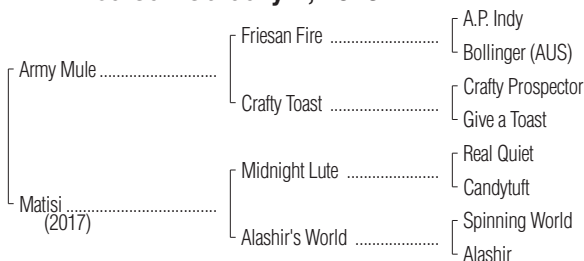 A.P. Indy
Friesan Fire ........................
Bollinger (AUS)
Army Mule ..........................
Crafty Prospector
Crafty Toast ........................
Give a Toast
Real Quiet
Midnight Lute ....................
Candytuft
Matisi .................................
(2017)
Spinning World
Alashir's World ..................
Alashir